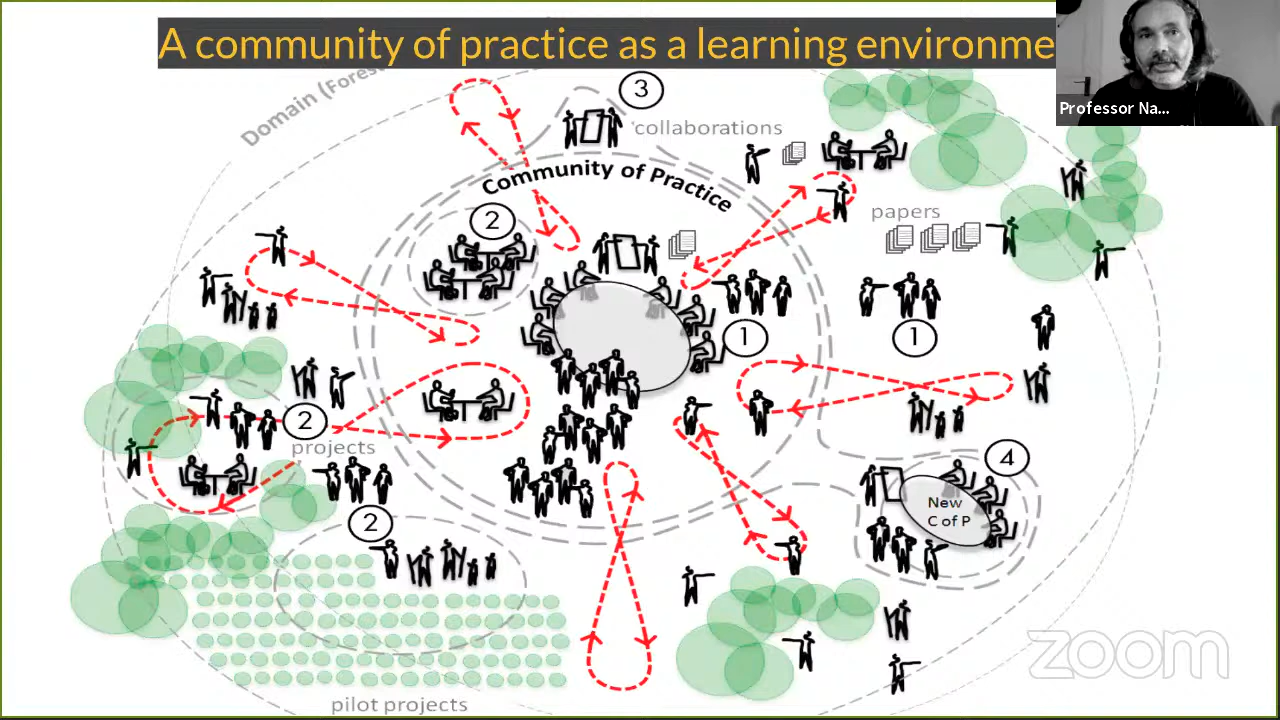 A community of practice as a learning environme
Professor Na...
Domain (Fores
3
collaborations
Community of Practice
2
papers
1
1
2
projects
4
New
C of P
2
pilot projects
zoom